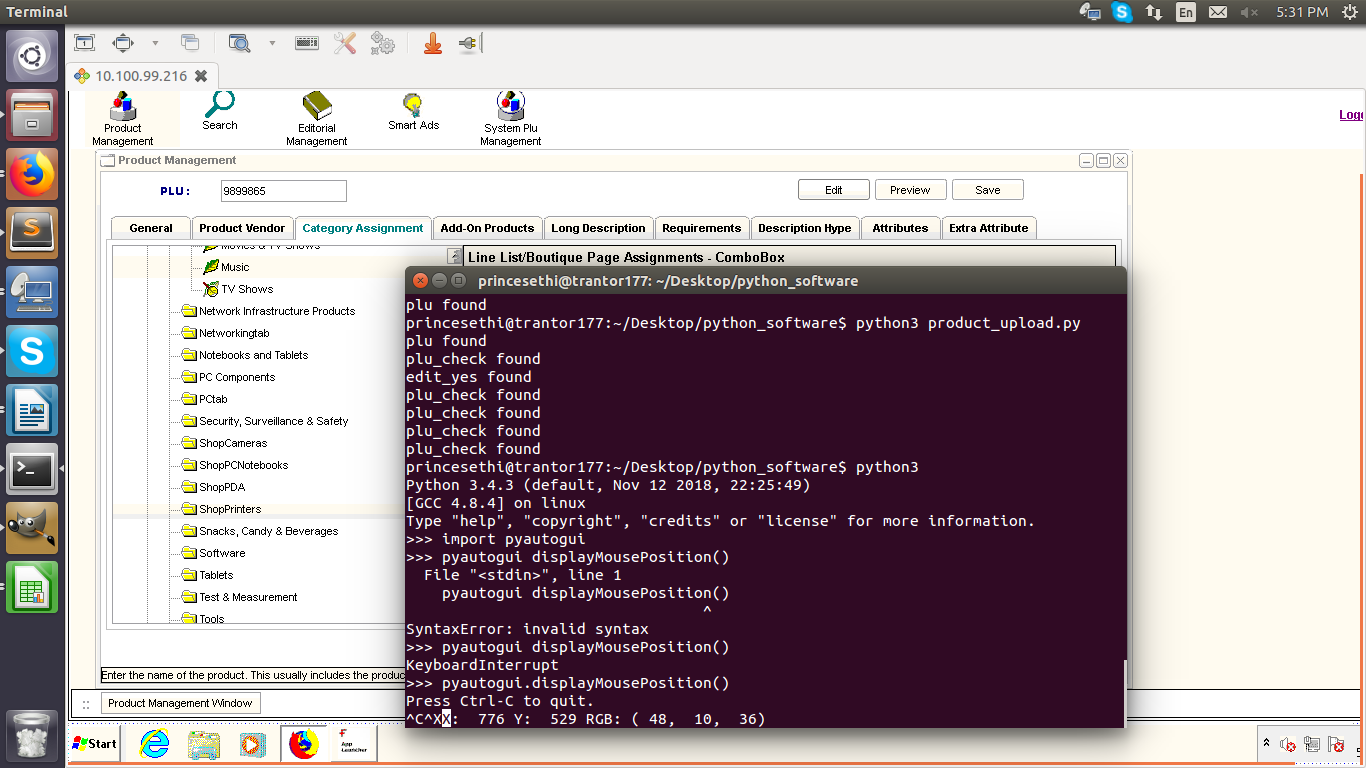 Terminal
En
5:31 PM
10.100.99.216
Product
Management
Search
Editorial
Management
Smart Ads
System Plu
Management
Product Management
PLU:
9899865
Edit
Preview
Save
General
Product Vendor
Category Assignment
Add-On Products
Long Description
Requirements
Description Hype
Attributes
Extra Attribute
Movies & TV Shows
Music
TV Shows
Network Infrastructure Products
Networkingtab
Notebooks and Tablets
PC Components
PCtab
Security, Surveillance & Safety
ShopCameras
ShopPCNotebooks
ShopPDA
ShopPrinters
Snacks, Candy & Beverages
Software
Tablets
Test & Measurement
Tools
Line List/Boutique Page Assignments - ComboBox
princesethi@trantor177: ~/Desktop/python_software
plu found
princesethi@trantor177:~/Desktop/python_software$ python3 product_upload.py
plu found
plu_check found
edit_yes found
plu_check found
plu_check found
plu_check found
plu_check found
princesethi@trantor177:~/Desktop/python_software$ python3
Python 3.4.3 (default, Nov 12 2018, 22:25:49)
[GCC 4.8.4] on linux
Type "help", "copyright", "credits" or "license" for more information.
>>> import pyautogui
>>> pyautogui displayMousePosition()
  File "<stdin>", line 1
    pyautogui displayMousePosition()
                                 ^
SyntaxError: invalid syntax
>>> pyautogui displayMousePosition()
KeyboardInterrupt
>>> pyautogui.displayMousePosition()
Press Ctrl-C to quit.
^C^XX:  776 Y:  529 RGB: ( 48,  10,  36)
Enter the name of the product. This usually includes the produc
Product Management Window
Start
App
Launcher